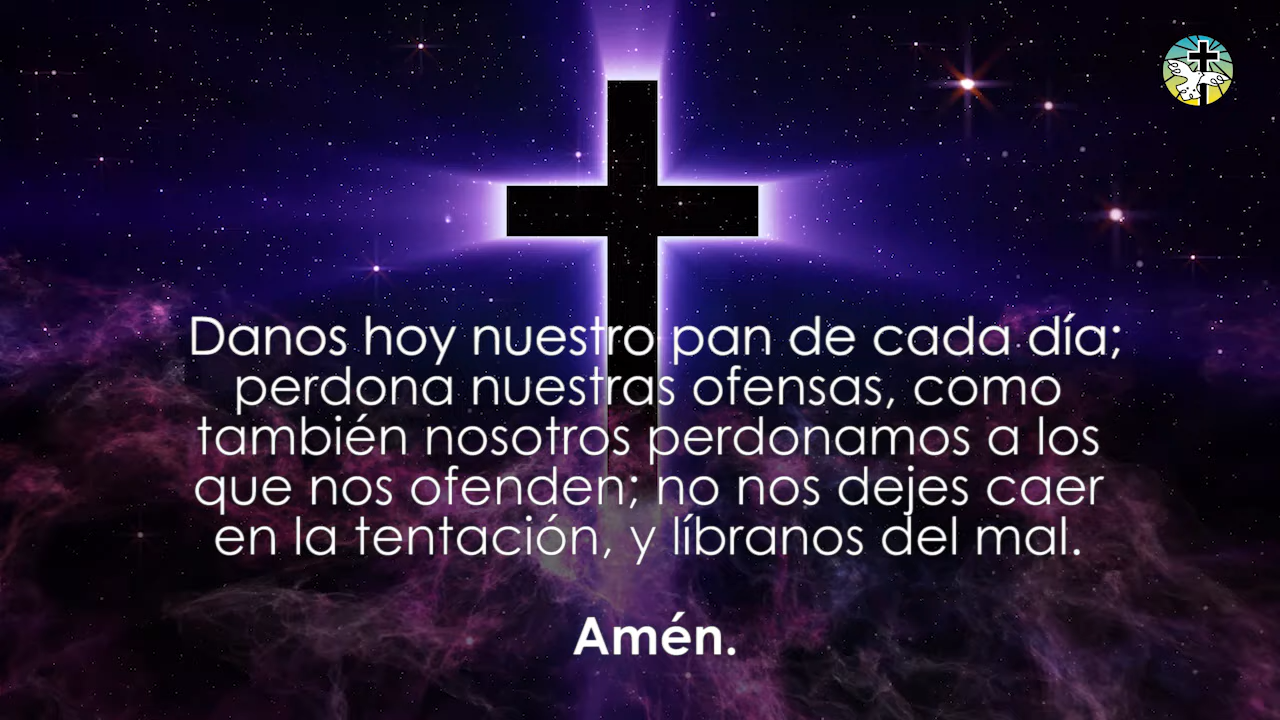 Danos hoy nuestro pan de cada día;
perdona nuestras ofensas, como
también nosotros perdonamos a los
que nos ofenden; no nos dejes caer
en la tentación, y líbranos del mal.
Amén.